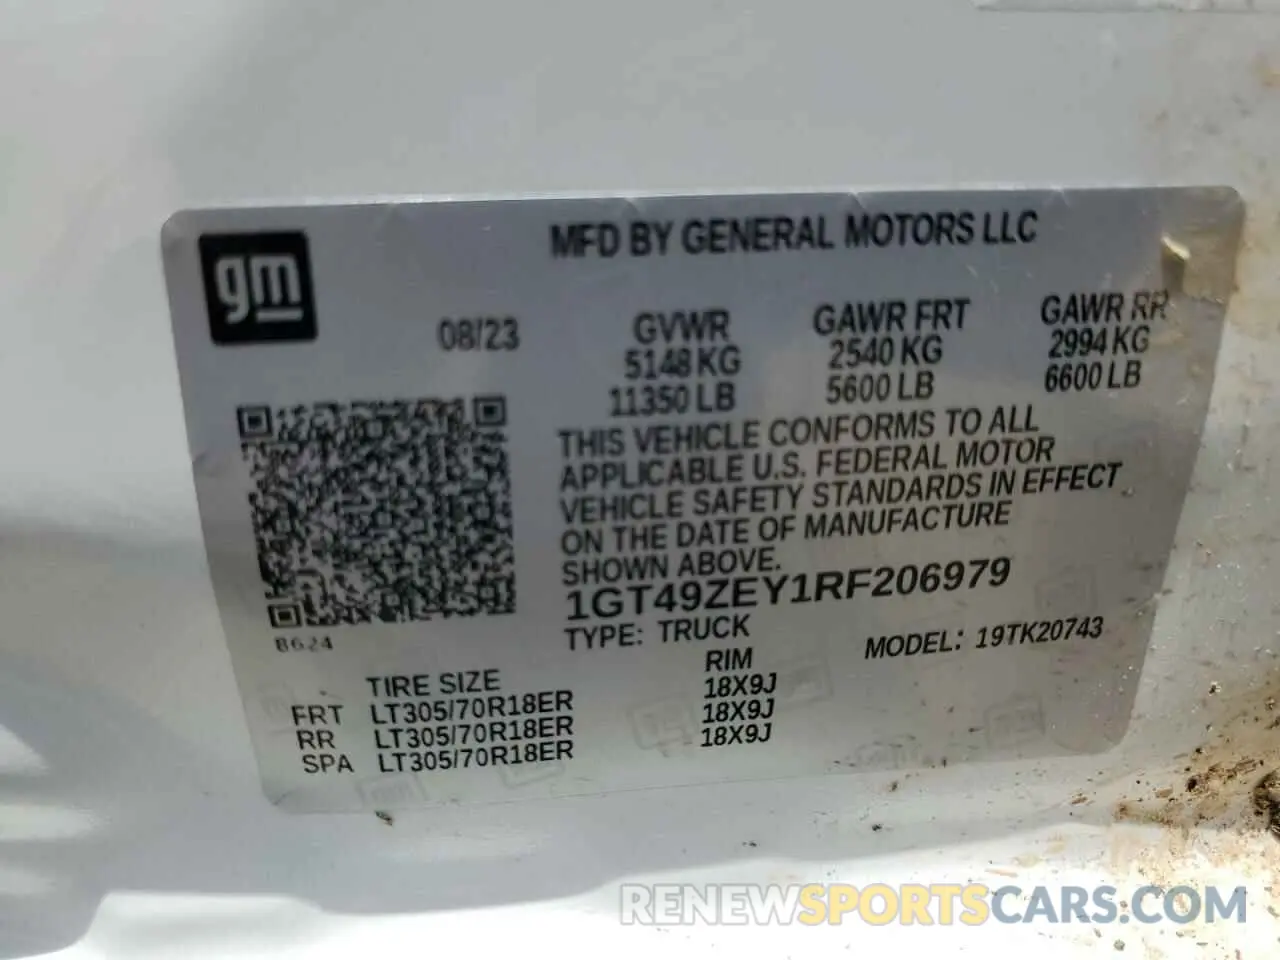 gm
MFD BY GENERAL MOTORS LLC
08/23
GVWR GAWR FRT GAWR RR
5148 KG 2540 KG 2994 KG
11350 LB 5600 LB 6600 LB
THIS VEHICLE CONFORMS TO ALL
APPLICABLE U.S. FEDERAL MOTOR
VEHICLE SAFETY STANDARDS IN EFFECT
ON THE DATE OF MANUFACTURE
SHOWN ABOVE.
1GT49ZEY1RF206979
8624
TYPE: TRUCK MODEL: 19TK20743
TIRE SIZE RIM
FRT LT305/70R18ER 18X9J
RR LT305/70R18ER 18X9J
SPA LT305/70R18ER 18X9J
RENEWSPORTSCARS.COM